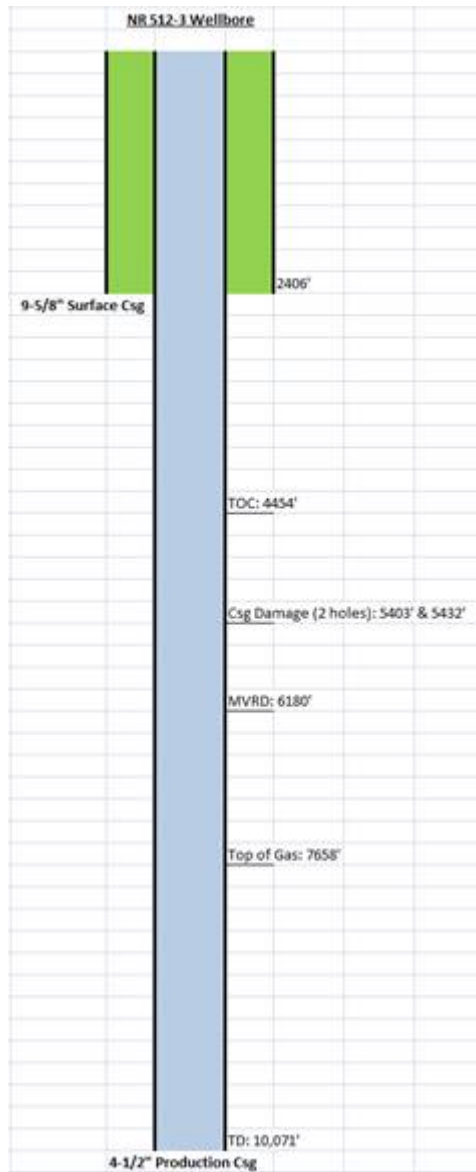 NR 512-3 Wellbore
2406'
9-5/8" Surface Csg
TOC: 4454'
Csg Damage (2 holes): 5403' & 5432'
MVRD: 6180'
Top of Gas: 7658'
TD: 10,071'
4-1/2" Production Csg